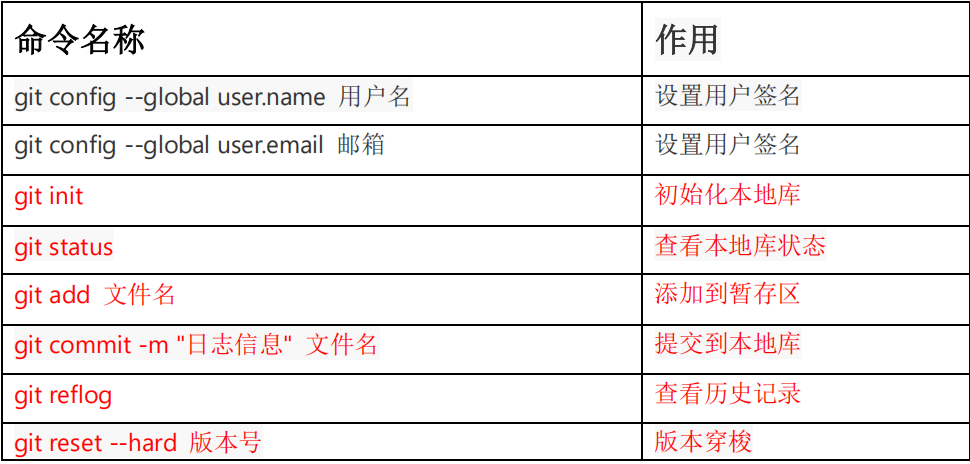 命令名称 作用
git config --global user.name 用户名 设置用户签名
git config --global user.email 邮箱 设置用户签名
git init 初始化本地库
git status 查看本地库状态
git add 文件名 添加到暂存区
git commit -m "日志信息" 文件名 提交到本地库
git reflog 查看历史记录
git reset --hard 版本号 版本穿梭